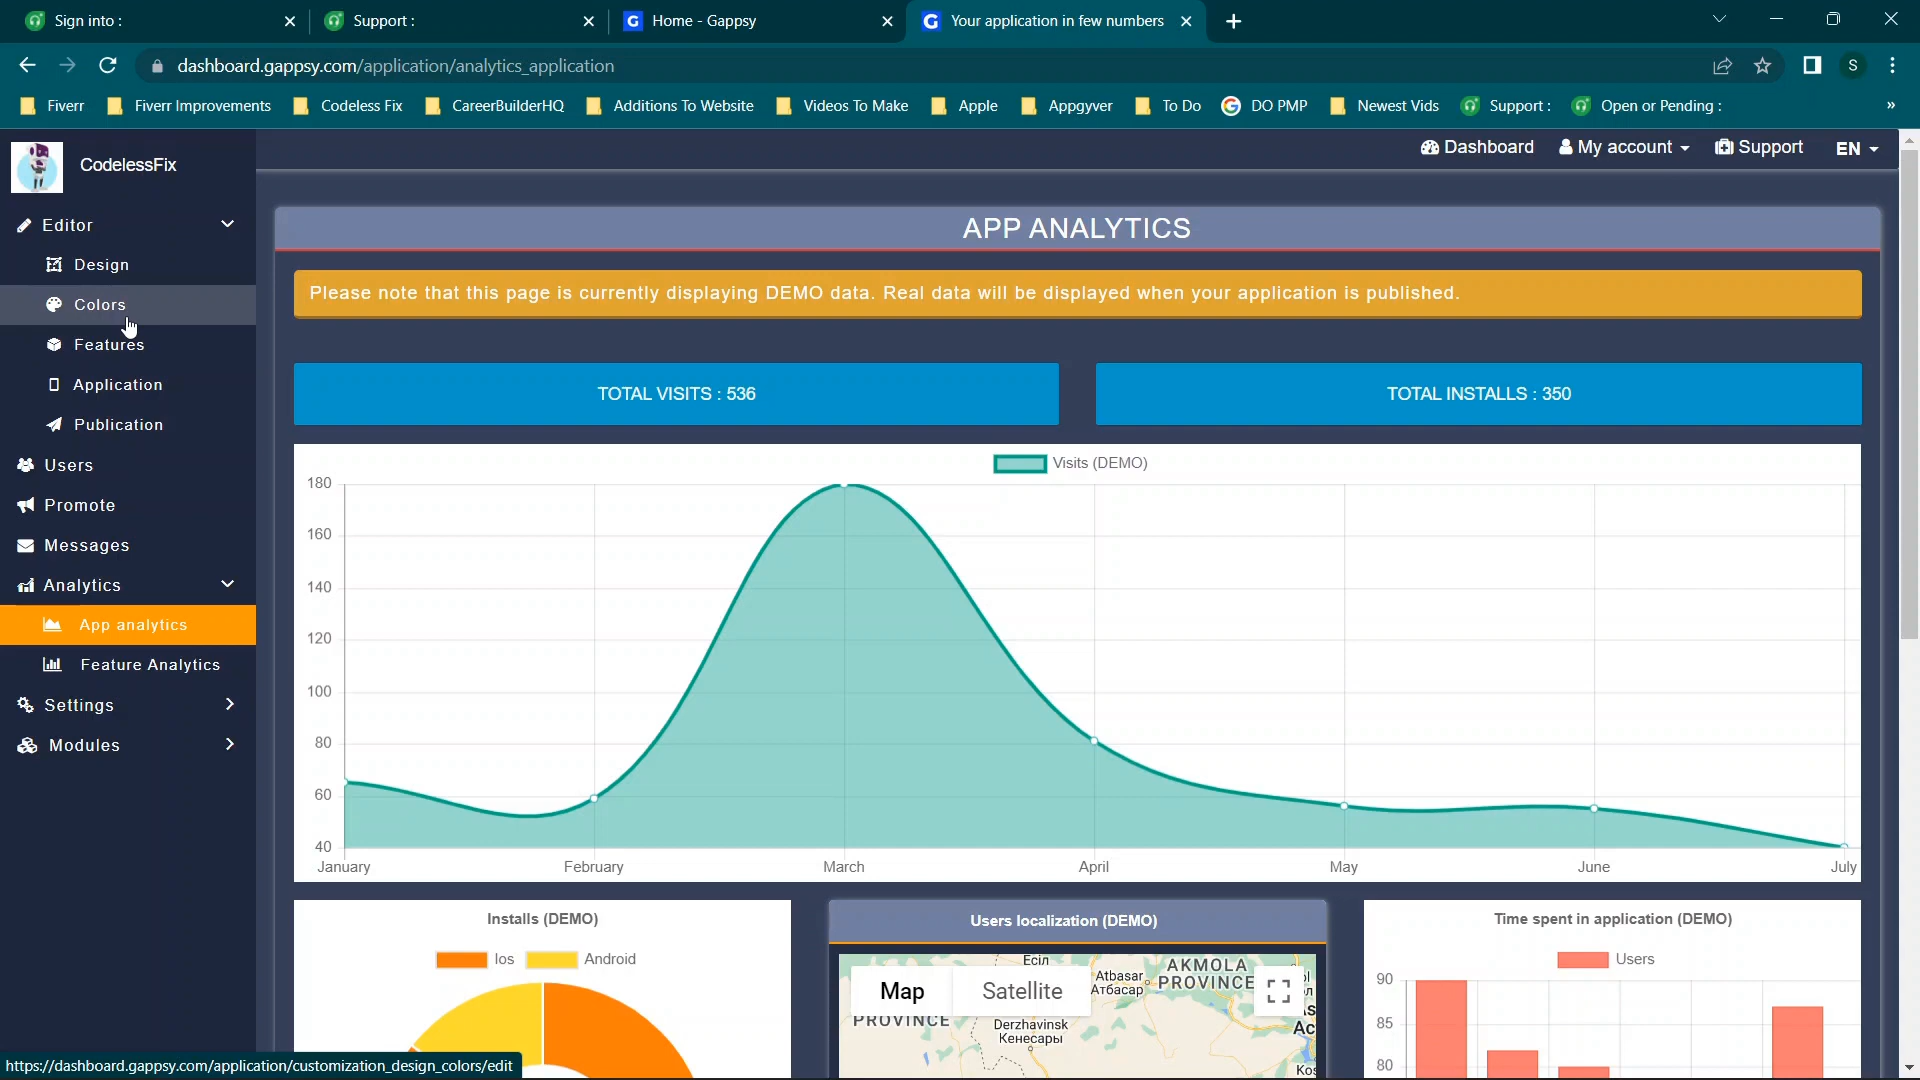 Sign into :
Support :
Home - Gappsy
Your application in few numbers
dashboard.gappsy.com/application/analytics_application
S
Fiverr
Fiverr Improvements
Codeless Fix
CareerBuilderHQ
Additions To Website
Videos To Make
Apple
Appgyver
To Do
DO PMP
Newest Vids
Support :
Open or Pending :
»
CodelessFix
Dashboard
My account
Support
EN
Editor
Design
Colors
Features
Application
Publication
Users
Promote
Messages
Analytics
App analytics
Feature Analytics
Settings
Modules
APP ANALYTICS
Please note that this page is currently displaying DEMO data. Real data will be displayed when your application is published.
TOTAL VISITS : 536
TOTAL INSTALLS : 350
Visits (DEMO)
180
160
140
120
100
80
60
40
January
February
March
April
May
June
July
Installs (DEMO)
Ios
Android
Users localization (DEMO)
Map
Satellite
Есіл
Atbasar
Атбасар
AKMOLA
PROVINCE
PROVINCE
Derzhavinsk
Кенесары
Time spent in application (DEMO)
Users
90
85
80
https://dashboard.gappsy.com/application/customization_design_colors/edit